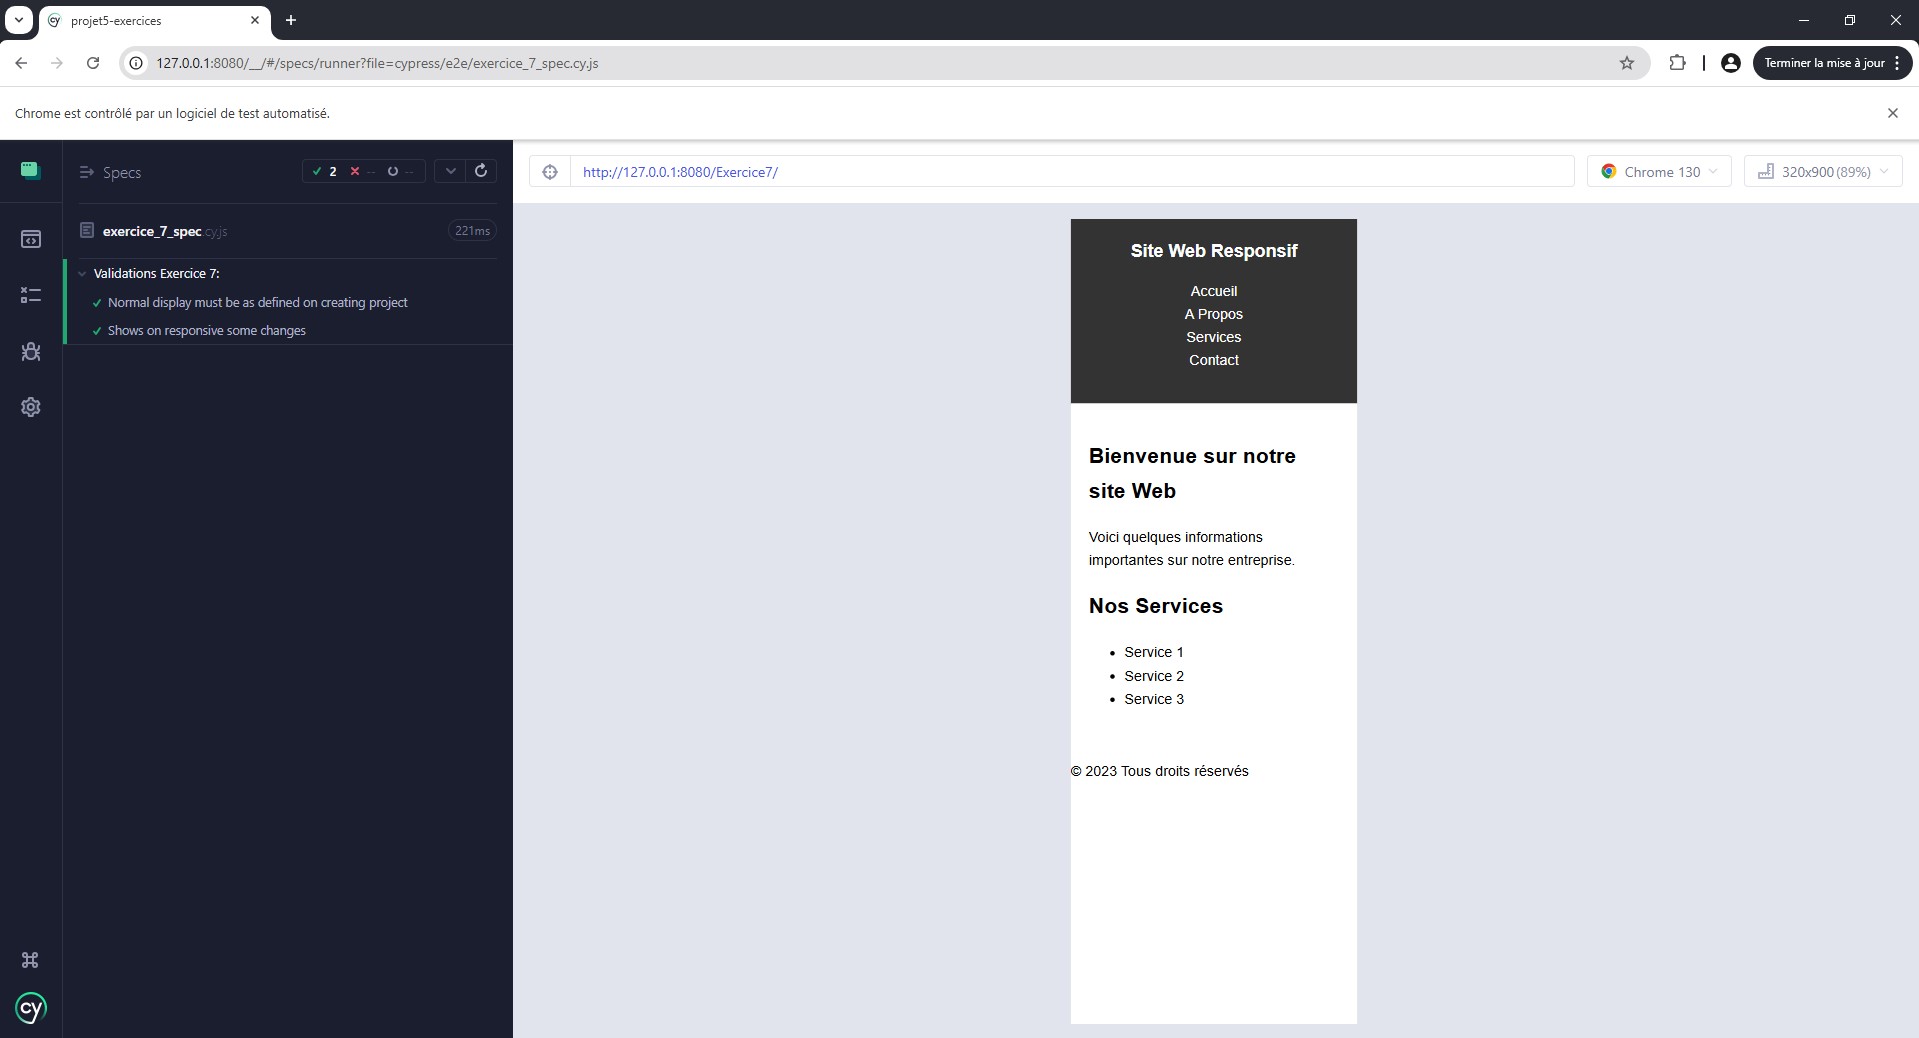 projet5-exercices
127.0.0.1:8080/__/#/specs/runner?file=cypress/e2e/exercice_7_spec.cy.js
Terminer la mise à jour
Chrome est contrôlé par un logiciel de test automatisé.
Specs
2 -- --
http://127.0.0.1:8080/Exercice7/
Chrome 130
320x900 (89%)
exercice_7_spec.cy.js
221ms
Validations Exercice 7:
Normal display must be as defined on creating project
Shows on responsive some changes
Site Web Responsif
Accueil
A Propos
Services
Contact
Bienvenue sur notre
site Web
Voici quelques informations
importantes sur notre entreprise.
Nos Services
• Service 1
• Service 2
• Service 3
© 2023 Tous droits réservés
cy